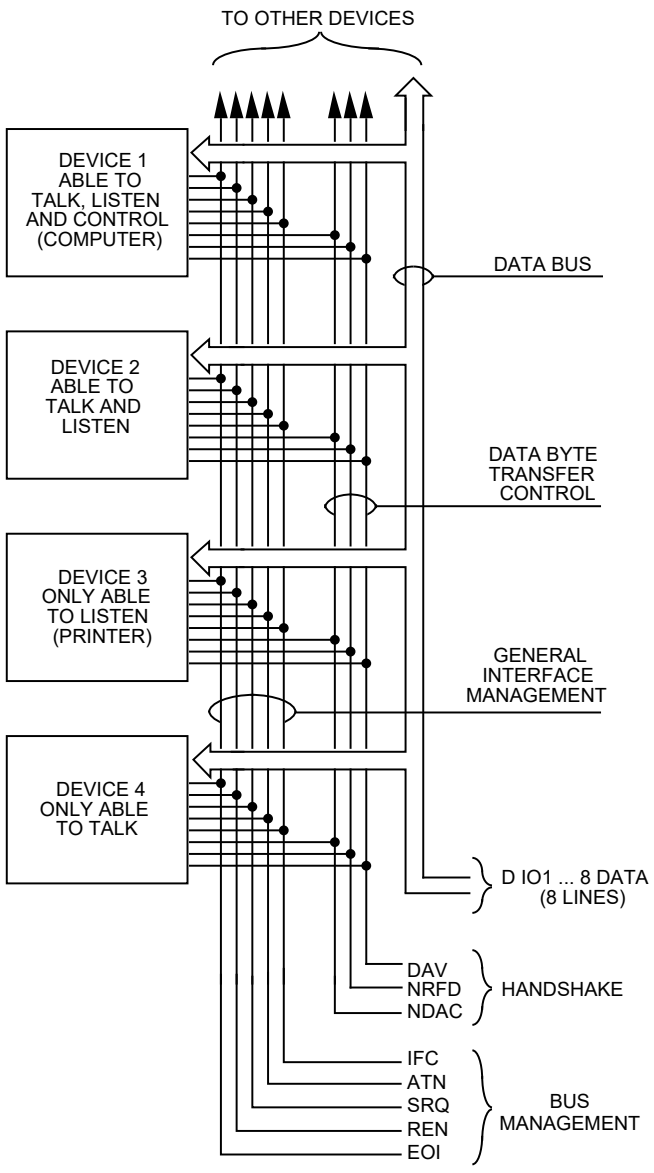 TO OTHER DEVICES
DEVICE 1
ABLE TO
TALK, LISTEN
AND CONTROL
(COMPUTER)
DATA BUS
DEVICE 2
ABLE TO
TALK AND
LISTEN
DATA BYTE
TRANSFER
CONTROL
DEVICE 3
ONLY ABLE
TO LISTEN
(PRINTER)
GENERAL
INTERFACE
MANAGEMENT
DEVICE 4
ONLY ABLE
TO TALK
D IO1 ... 8 DATA
(8 LINES)
DAV
NRFD
NDAC
HANDSHAKE
IFC
ATN
SRQ
REN
EOI
BUS
MANAGEMENT